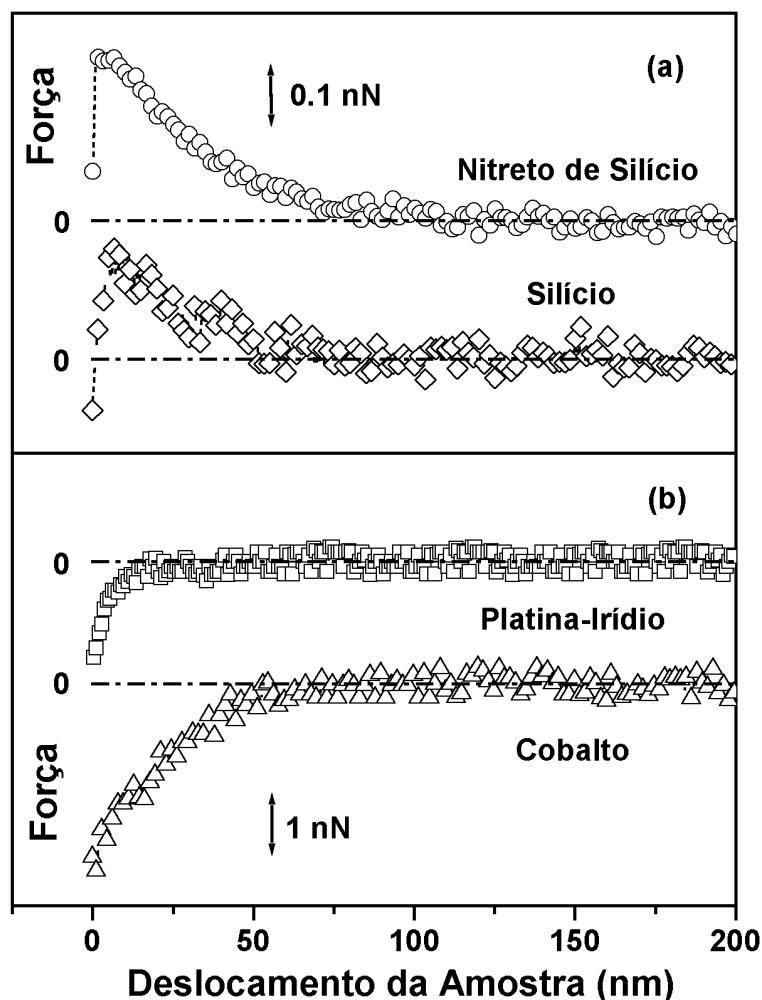 (a)
Força
0.1 nN
Nitreto de Silício
0
Silício
0
(b)
0
Platina-Irídio
0
Cobalto
Força
1 nN
0 50 100 150 200
Deslocamento da Amostra (nm)